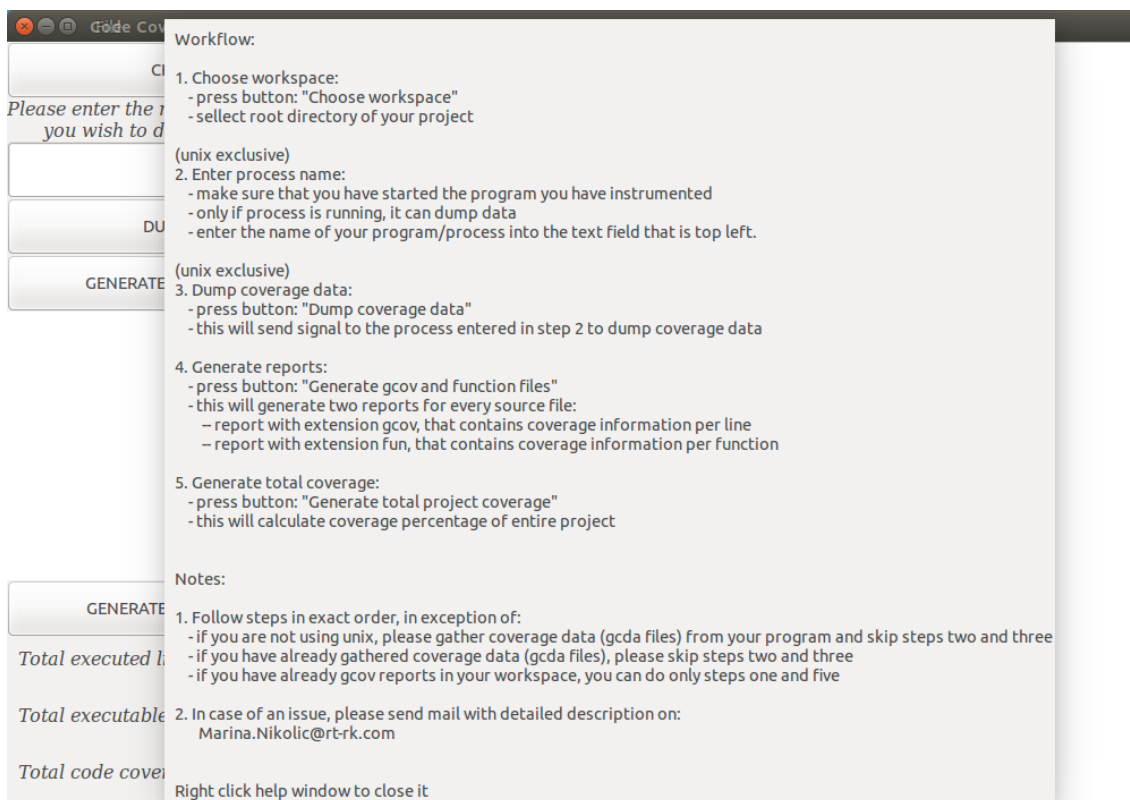 Code Cov
Workflow:
CH
1. Choose workspace:
- press button: "Choose workspace"
- sellect root directory of your project
Please enter the
you wish to d
(unix exclusive)
2. Enter process name:
- make sure that you have started the program you have instrumented
- only if process is running, it can dump data
- enter the name of your program/process into the text field that is top left.
DU
(unix exclusive)
3. Dump coverage data:
- press button: "Dump coverage data"
- this will send signal to the process entered in step 2 to dump coverage data
GENERATE
4. Generate reports:
- press button: "Generate gcov and function files"
- this will generate two reports for every source file:
-- report with extension gcov, that contains coverage information per line
-- report with extension fun, that contains coverage information per function
5. Generate total coverage:
- press button: "Generate total project coverage"
- this will calculate coverage percentage of entire project
Notes:
GENERATE
1. Follow steps in exact order, in exception of:
- if you are not using unix, please gather coverage data (gcda files) from your program and skip steps two and three
- if you have already gathered coverage data (gcda files), please skip steps two and three
- if you have already gcov reports in your workspace, you can do only steps one and five
Total executed li
2. In case of an issue, please send mail with detailed description on:
Marina.Nikolic@rt-rk.com
Total executable
Total code cover
Right click help window to close it